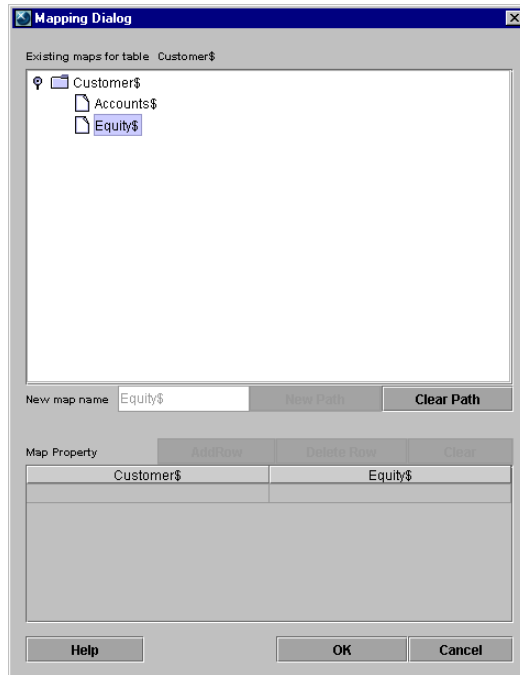 Mapping Dialog
Existing maps for table Customer$
Customer$
Accounts$
Equity$
New map name Equity$ New Path Clear Path
Map Property AddRow Delete Row Clear
Customer$ Equity$
Help OK Cancel